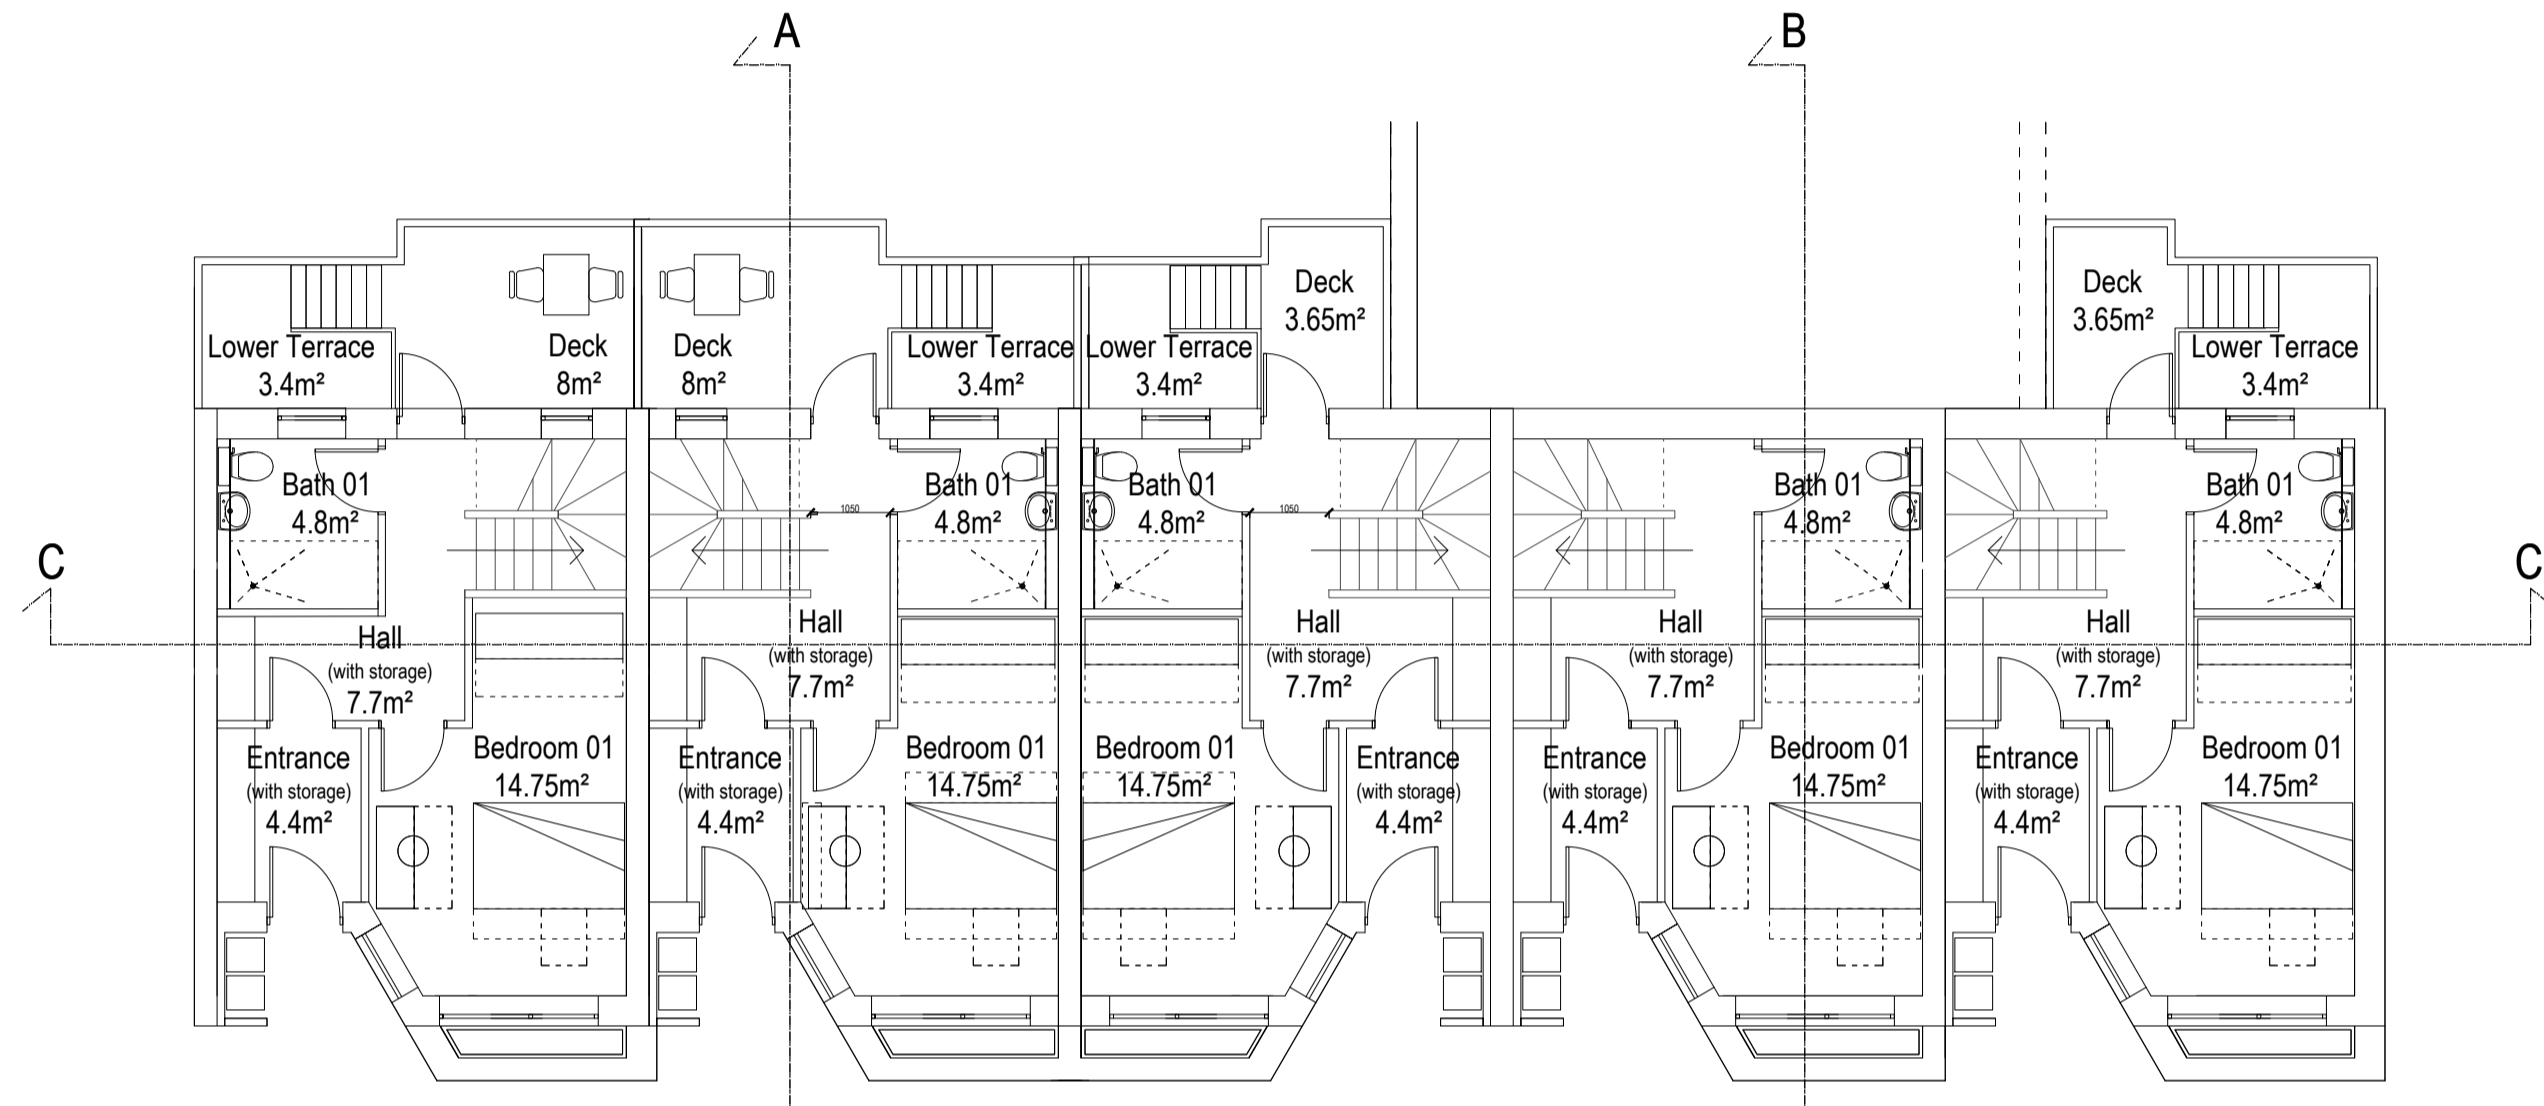 A
B
Deck
3.65m²
Deck
3.65m²
Lower Terrace
3.4m²
Deck
8m²
Deck
8m²
Lower Terrace
3.4m²
Lower Terrace
3.4m²
Lower Terrace
3.4m²
Bath 01
4.8m²
Bath 01
4.8m²
Bath 01
4.8m²
Bath 01
4.8m²
Bath 01
4.8m²
1050
1050
C
C
Hall
(with storage)
7.7m²
Hall
(with storage)
7.7m²
Hall
(with storage)
7.7m²
Hall
(with storage)
7.7m²
Hall
(with storage)
7.7m²
Entrance
(with storage)
4.4m²
Bedroom 01
14.75m²
Entrance
(with storage)
4.4m²
Bedroom 01
14.75m²
Bedroom 01
14.75m²
Entrance
(with storage)
4.4m²
Entrance
(with storage)
4.4m²
Bedroom 01
14.75m²
Entrance
(with storage)
4.4m²
Bedroom 01
14.75m²